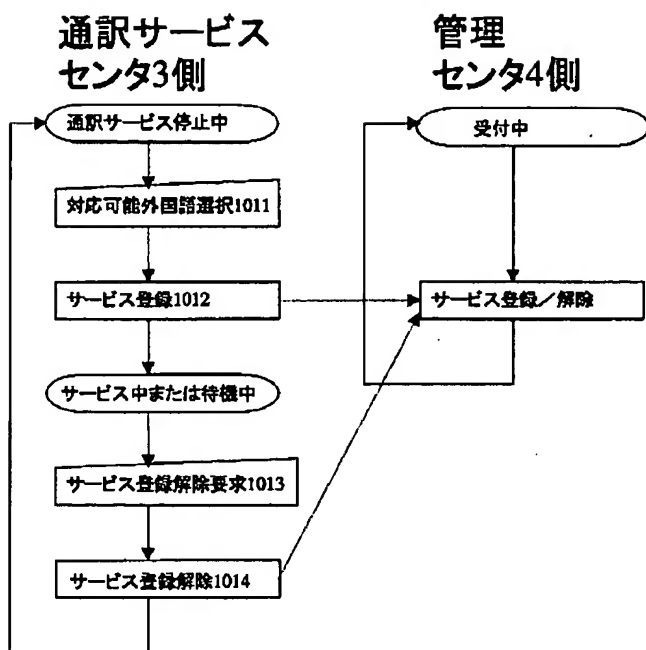 通訳サービス
センタ3側
管理
センタ4側
通訳サービス停止中
受付中
対応可能外国語選択1011
サービス登録1012
サービス登録／解除
サービス中または待機中
サービス登録解除要求1013
サービス登録解除1014